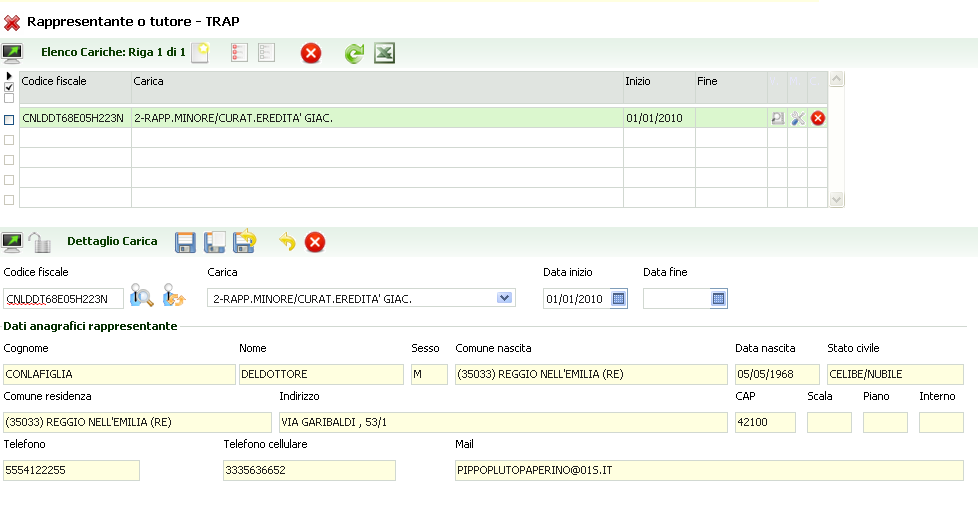 Rappresentante o tutore - TRAP
Elenco Cariche: Riga 1 di 1
Codice fiscale Carica Inizio Fine
CNLDDT68E05H223N 2-RAPP.MINORE/CURAT.EREDITA' GIAC. 01/01/2010
Dettaglio Carica
Codice fiscale Carica Data inizio Data fine
CNLDDT68E05H223N 2-RAPP.MINORE/CURAT.EREDITA' GIAC. 01/01/2010
Dati anagrafici rappresentante
Cognome Nome Sesso Comune nascita Data nascita Stato civile
CONLAFIGLIA DELDOTTORE M (35033) REGGIO NELL'EMILIA (RE) 05/05/1968 CELIBE/NUBILE
Comune residenza Indirizzo CAP Scala Piano Interno
(35033) REGGIO NELL'EMILIA (RE) VIA GARIBALDI , 53/1 42100
Telefono Telefono cellulare Mail
5554122255 3335636652 PIPPOPLUTOPAPERINO@01S.IT